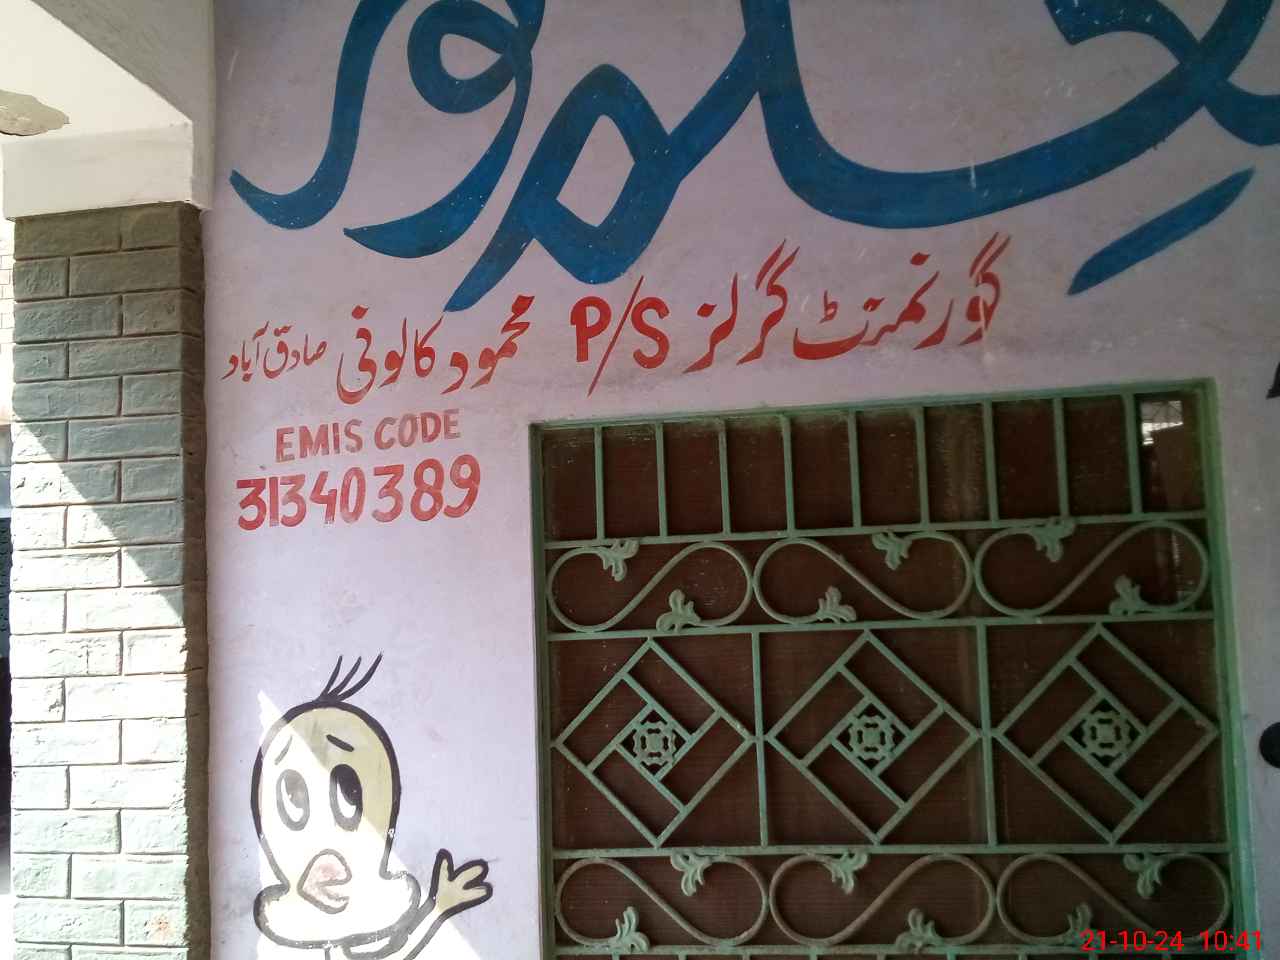 گورنمنٹ گرلز P/S محمود کالونی صادق آباد
EMIS CODE
31340389
21-10-24 10:41